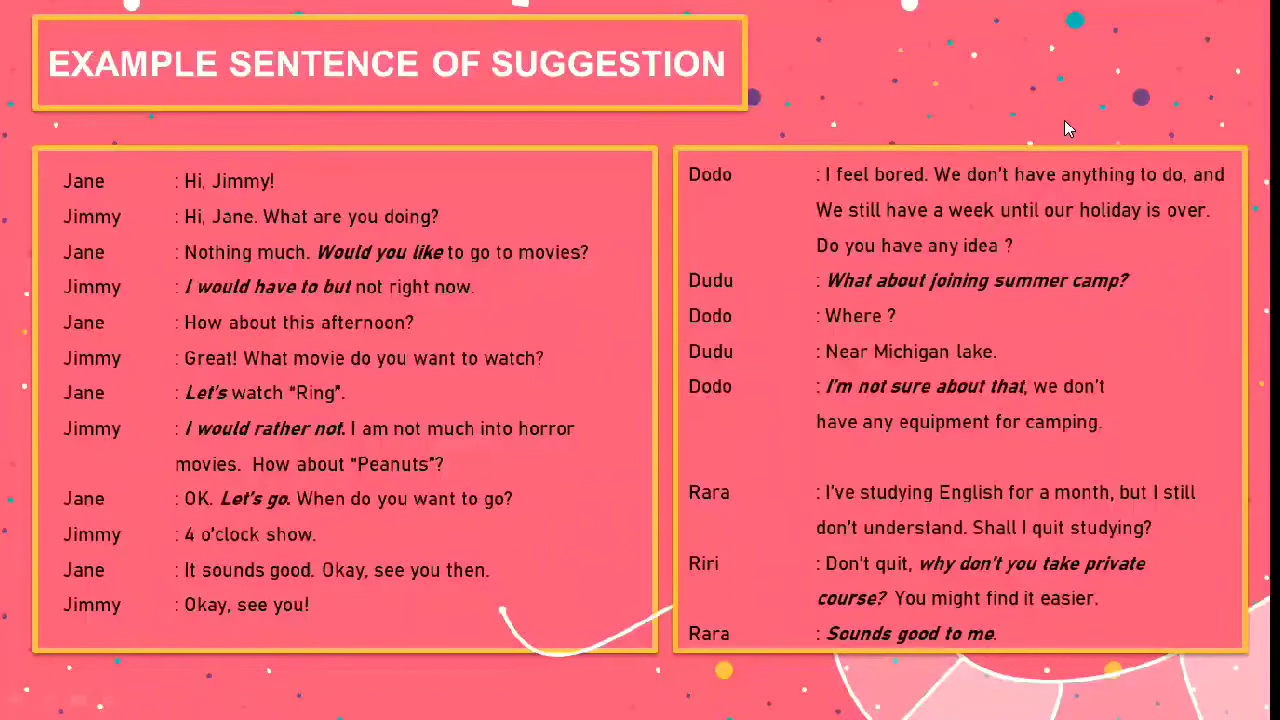 EXAMPLE SENTENCE OF SUGGESTION
Jane : Hi, Jimmy!
Jimmy : Hi, Jane. What are you doing?
Jane : Nothing much. Would you like to go to movies?
Jimmy : I would have to but not right now.
Jane : How about this afternoon?
Jimmy : Great! What movie do you want to watch?
Jane : Let's watch “Ring”.
Jimmy : I would rather not. I am not much into horror
movies. How about “Peanuts”?
Jane : OK. Let's go. When do you want to go?
Jimmy : 4 o'clock show.
Jane : It sounds good. Okay, see you then.
Jimmy : Okay, see you!
Dodo : I feel bored. We don't have anything to do, and
We still have a week until our holiday is over.
Do you have any idea ?
Dudu : What about joining summer camp?
Dodo : Where ?
Dudu : Near Michigan lake.
Dodo : I'm not sure about that, we don't
have any equipment for camping.
Rara : I've studying English for a month, but I still
don't understand. Shall I quit studying?
Riri : Don't quit, why don't you take private
course? You might find it easier.
Rara : Sounds good to me.